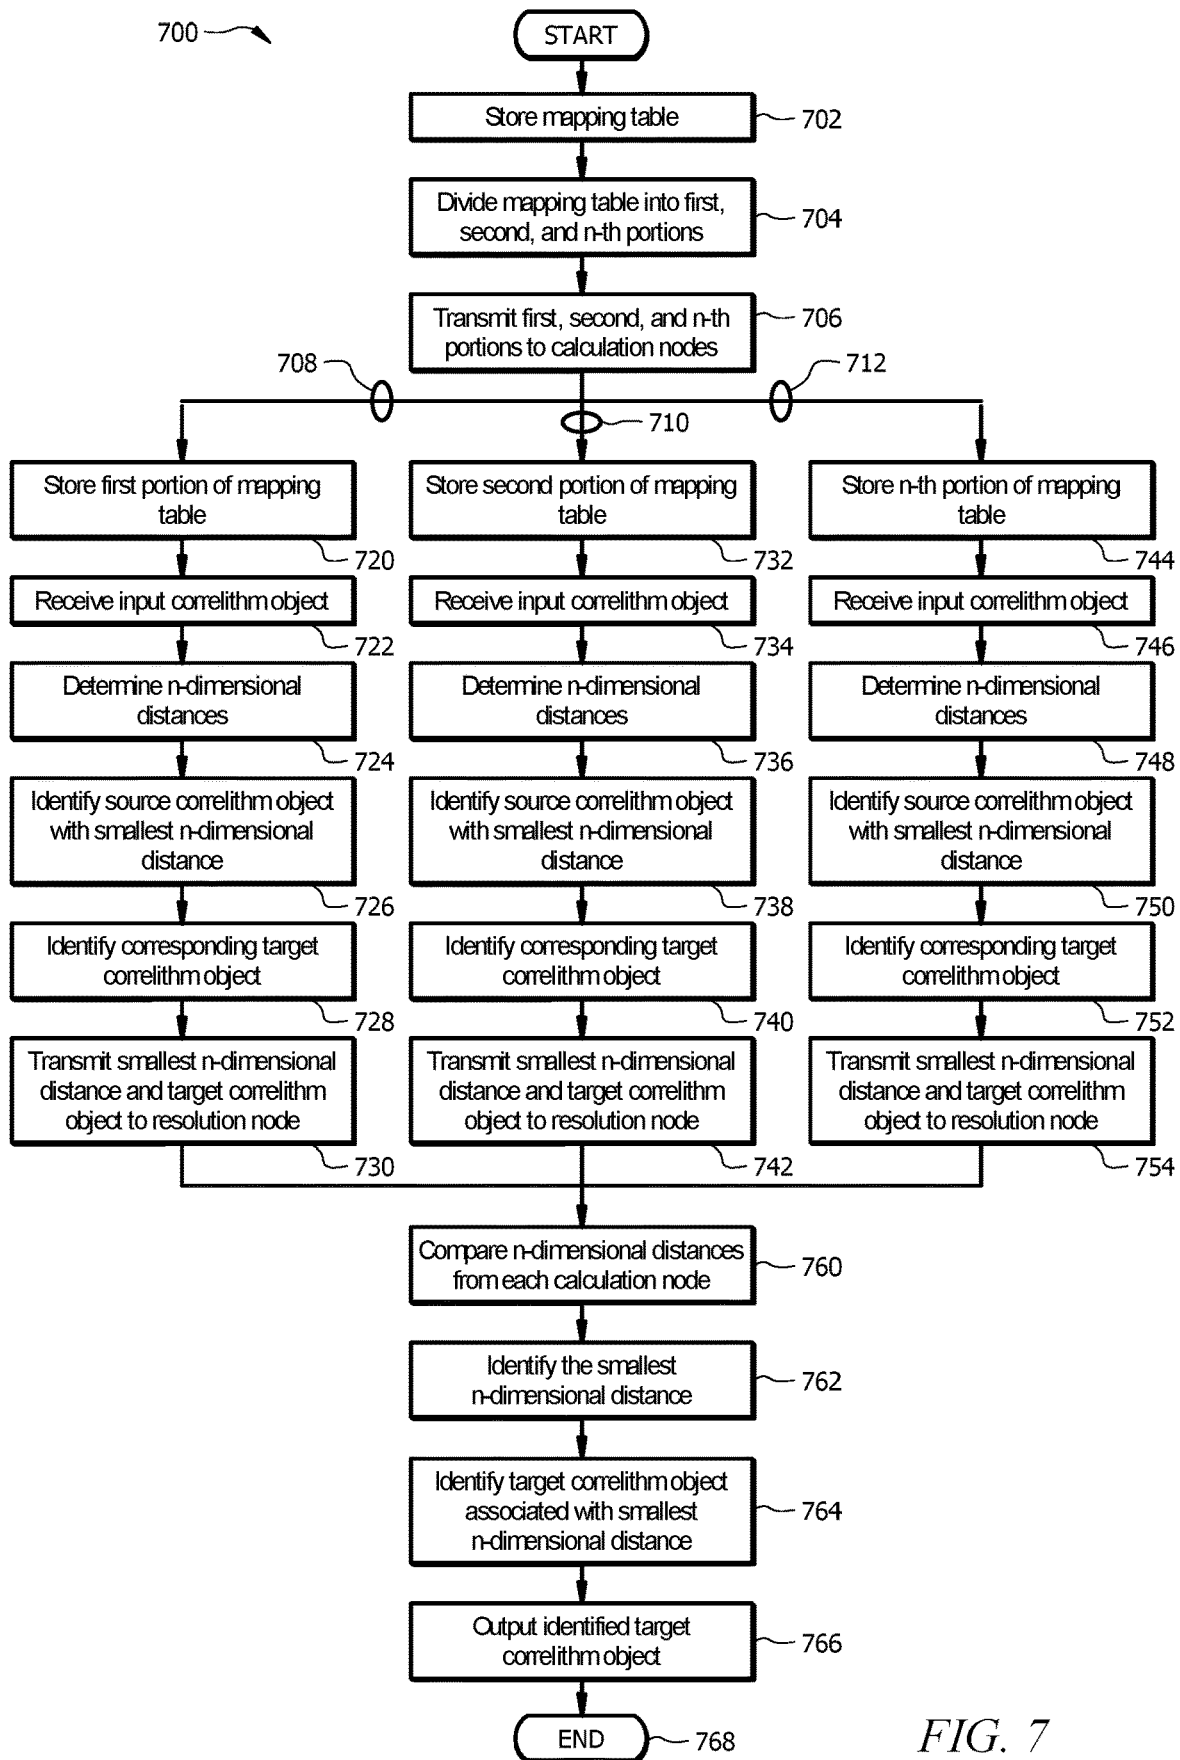 700
START
Store mapping table
702
Divide mapping table into first,
second, and n-th portions
704
Transmit first, second, and n-th
portions to calculation nodes
706
708
710
712
Store first portion of mapping
table
720
Receive input correlithm object
722
Determine n-dimensional
distances
724
Identify source correlithm object
with smallest n-dimensional
distance
726
Identify corresponding target
correlithm object
728
Transmit smallest n-dimensional
distance and target correlithm
object to resolution node
730
Store second portion of mapping
table
732
Receive input correlithm object
734
Determine n-dimensional
distances
736
Identify source correlithm object
with smallest n-dimensional
distance
738
Identify corresponding target
correlithm object
740
Transmit smallest n-dimensional
distance and target correlithm
object to resolution node
742
Store n-th portion of mapping
table
744
Receive input correlithm object
746
Determine n-dimensional
distances
748
Identify source correlithm object
with smallest n-dimensional
distance
750
Identify corresponding target
correlithm object
752
Transmit smallest n-dimensional
distance and target correlithm
object to resolution node
754
Compare n-dimensional distances
from each calculation node
760
Identify the smallest
n-dimensional distance
762
Identify target correlithm object
associated with smallest
n-dimensional distance
764
Output identified target
correlithm object
766
END
768
FIG. 7